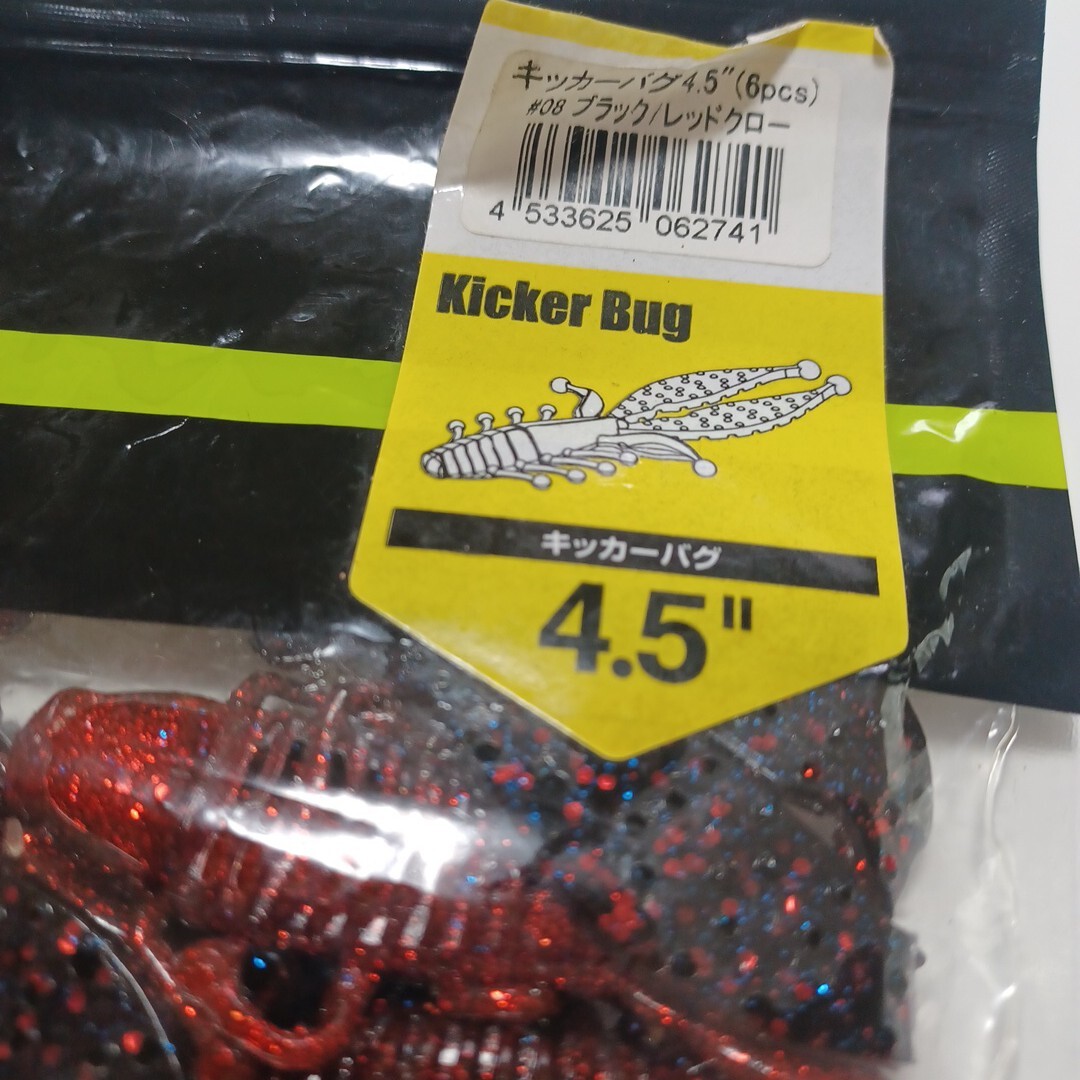 キッカーバグ4.5"(6pcs)
#08 ブラック/レッドクロー
4 533625 062741
Kicker Bug
キッカーバグ
4.5"